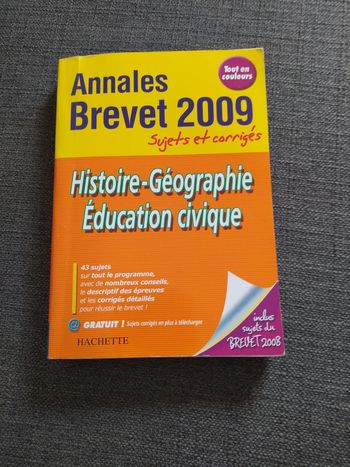 Annales
Tout en
couleurs
Brevet 2009
Sujets et corrigés
Histoire-Géographie
Éducation civique
43 sujets
sur tout le programme,
avec de nombreux conseils,
le descriptif des épreuves
et les corrigés détaillés
pour réussir le brevet !
inclus
sujets du
BREVET 2008
@ GRATUIT ! Sujets corrigés en plus à télécharger
HACHETTE